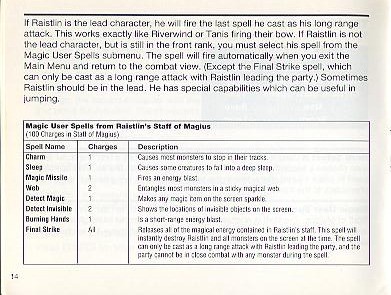 If Raistlin is the lead character, he will fire the last spell he cast as his long range
attack. This works exactly like Riverwind or Tanis firing their bow. If Raistlin is not
the lead character, but is still in the front rank, you must select his spell from the
Magic User Spells submenu. The spell will fire automatically when you exit the
Main Menu and return to the combat view. (Except the Final Strike spell, which
can only be cast as a long range attack with Raistlin leading the party.) Sometimes
Raistlin should be in the lead. He has special capabilities which can be useful in
jumping.
Magic User Spells from Raistlin's Staff of Magius
(100 Charges in Staff of Magius)
Spell Name Charges Description
Charm 1 Causes most monsters to stop in their tracks.
Sleep 1 Causes some creatures to fall into a deep sleep.
Magic Missile 1 Fires an energy blast.
Web 2 Entangles most monsters in a sticky magical web.
Detect Magic 1 Makes any magic item on the screen sparkle.
Detect Invisible 2 Shows the locations of invisible objects on the screen.
Burning Hands 1 Is a short-range energy blast.
Final Strike All Releases all of the magical energy contained in Raistlin's staff. This spell will
instantly destroy Raistlin and all monsters on the screen at the time. The spell
can only be cast as a long range attack with Raistlin leading the party, and the
party cannot be in close combat with any monster during the spell.
14